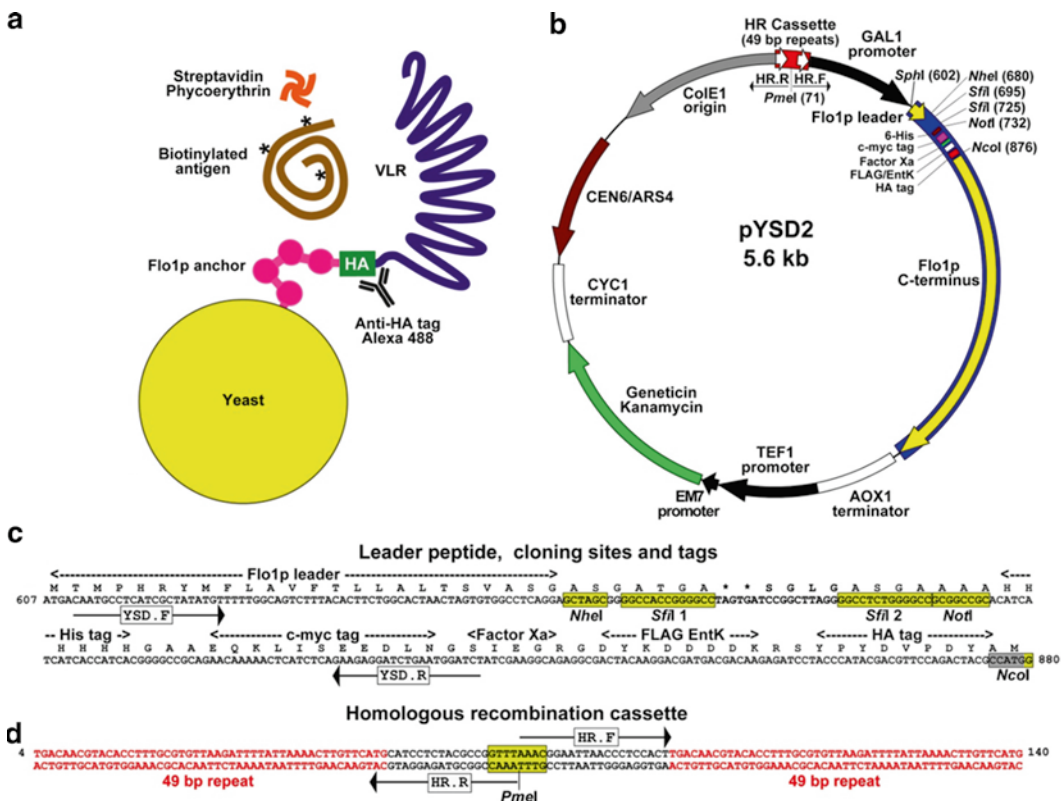 a
Streptavidin
Phycoerythrin
Biotinylated
antigen
VLR
Flo1p anchor
HA
Anti-HA tag
Alexa 488
Yeast
b
HR Cassette
(49 bp repeats)
HR.R HR.F
PmeI (71)
GAL1
promoter
SphI (602)
NheI (680)
SfiI (695)
SfiI (725)
NotI (732)
NcoI (876)
Flo1p leader
6-His
c-myc tag
Factor Xa
FLAG/EntK
HA tag
ColE1
origin
CEN6/ARS4
pYSD2
5.6 kb
Flo1p
C-terminus
CYC1
terminator
Geneticin
Kanamycin
TEF1
promoter
EM7
promoter
AOX1
terminator
c
Leader peptide, cloning sites and tags
Flo1p leader
M T M P H R Y M F L A V F T L L A L T S V A S G A S G A T G A * * S G L G A S G A A A H H
607 ATGACAATGCCTCATCGCTATATGTTTTTGGCAGTCTTTACACTTCTGGCACTAACTAGTGTGGCCTCAGGAGCTAGCGGGGCCACCGGGGCCTAGTGATCCGGCTTAGGGGCCTCTGGGGCCGCGGCCGCACATCA
YSD.F NheI SfiI 1 SfiI 2 NotI
His tag c-myc tag Factor Xa FLAG EntK HA tag
H H H H G A A E Q K L I S E E D L N G S I E G R G D Y K D D D D K R S Y P Y D V P D Y A M
TCATCACCATCACGGGGCCGCAGAACAAAAACTCATCTCAGAAGAGGATCTGAATGGATCTATCGAAGGCAGAGGCGACTACAAGGACGATGACGACAAGAGATCCTACCCATACGACGTTCCAGACTACGCCATGG 880
YSD.R NcoI
d
Homologous recombination cassette
HR.F
4 TGACAACGTACACCTTTGCGTGTTAAGATTTTATTAAAACTTGTTCATGCATCCTCTACGCCGGTTTAAACGGAATTAACCCTCCACTTGACAACGTACACCTTTGCGTGTTAAGATTTTATTAAAACTTGTTCATG 140
ACTGTTGCATGTGGAAACGCACAATTCTAAAATAATTTTGAACAAGTACGTAGGAGATGCGGCCAAATTTGCCTTAATTGGGAGGTGAACTGTTGCATGTGGAAACGCACAATTCTAAAATAATTTTGAACAAGTAC
49 bp repeat HR.R PmeI 49 bp repeat